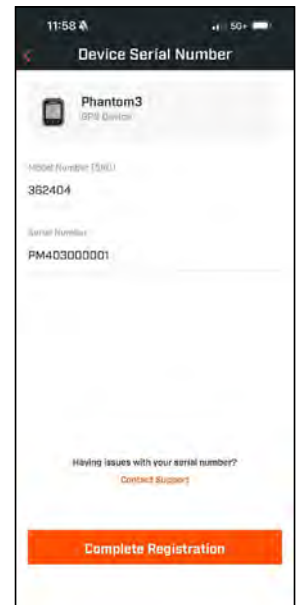 11:58
5G+
Device Serial Number
Phantom3
GPS Device
Model Number (SKU)
362404
Serial Number
PM403000001
Having issues with your serial number?
Contact Support
Complete Registration